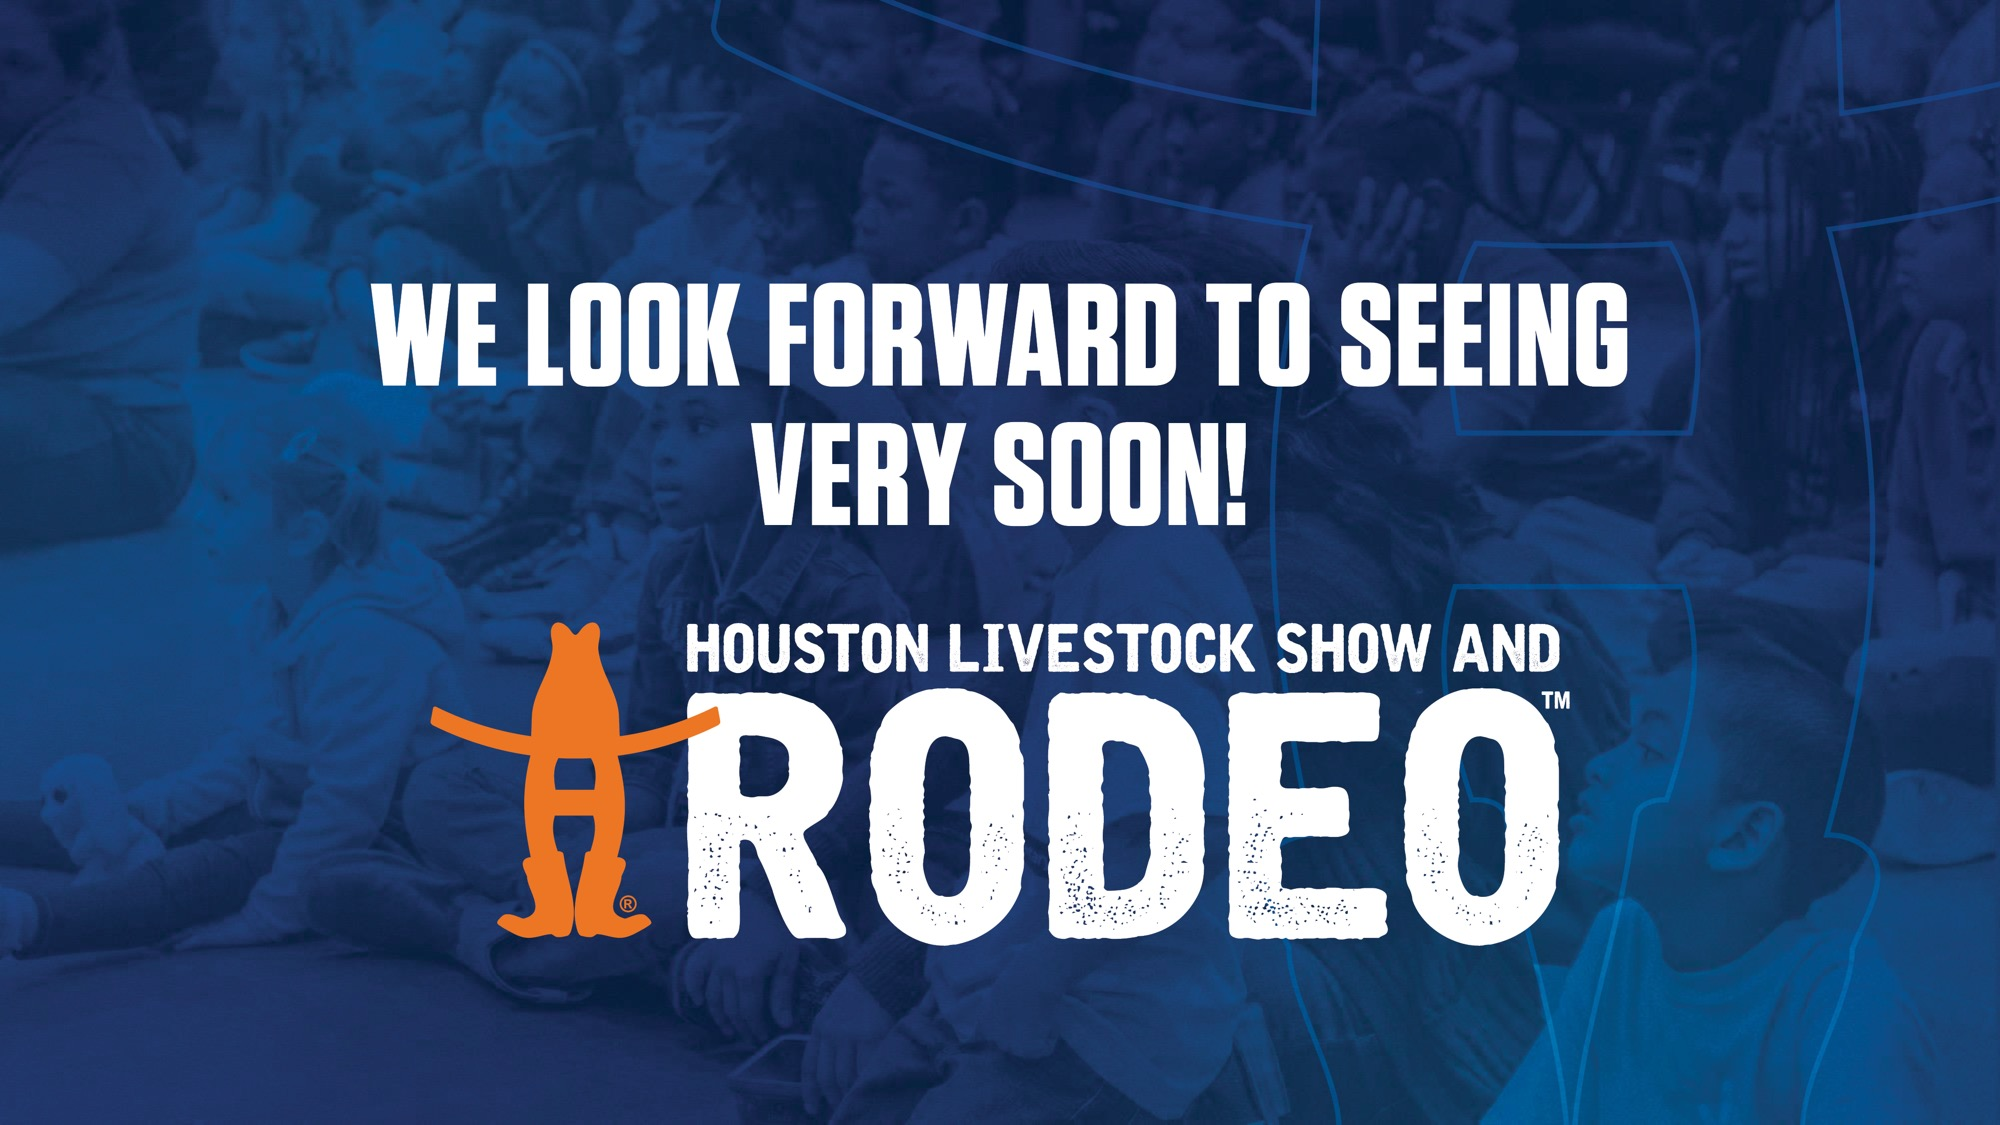 WE LOOK FORWARD TO SEEING
VERY SOON!
HOUSTON LIVESTOCK SHOW AND
RODEO™
®